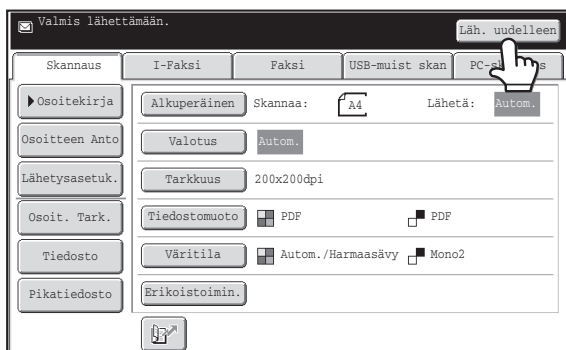 Valmis lähettämään.
Läh. uudelleen
Skannaus I-Faksi Faksi USB-muist skan
Osoitekirja Alkuperäinen Skannaa: A4 Lähetä: Autom.
Osoitteen Anto Valotus Autom.
Lähetysasetuk. Tarkkuus 200x200dpi
Osoit. Tark. Tiedostomuoto PDF PDF
Tiedosto Väritila Autom./Harmaasävy Mono2
Pikatiedosto Erikoistoimin.